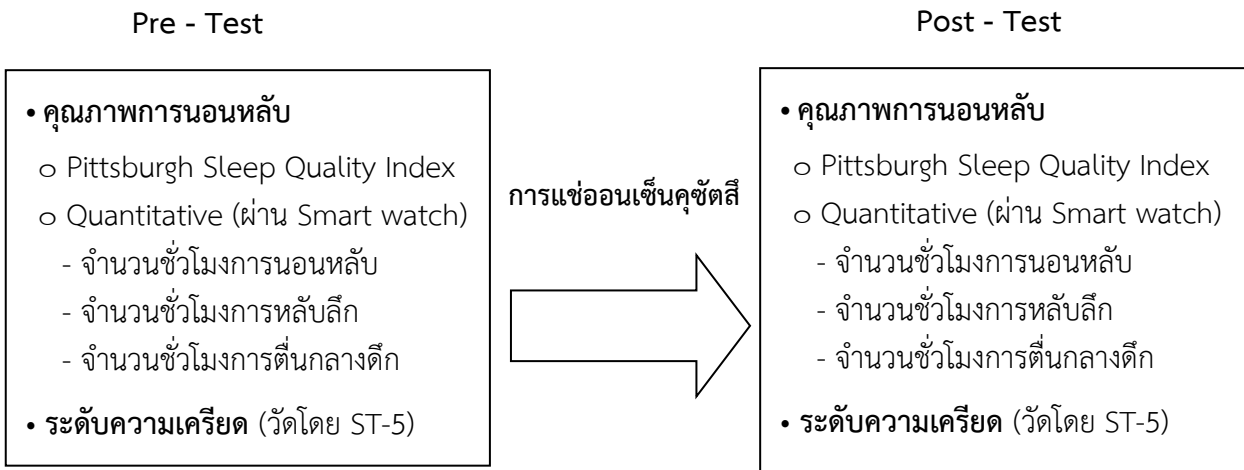 Pre - Test
• คุณภาพการนอนหลับ
o Pittsburgh Sleep Quality Index
o Quantitative (ผ่าน Smart watch)
- จำนวนชั่วโมงการนอนหลับ
- จำนวนชั่วโมงการหลับลึก
- จำนวนชั่วโมงการตื่นกลางดึก
• ระดับความเครียด (วัดโดย ST-5)
การแช่ออนเซ็นคุซัตสึ
Post - Test
• คุณภาพการนอนหลับ
o Pittsburgh Sleep Quality Index
o Quantitative (ผ่าน Smart watch)
- จำนวนชั่วโมงการนอนหลับ
- จำนวนชั่วโมงการหลับลึก
- จำนวนชั่วโมงการตื่นกลางดึก
• ระดับความเครียด (วัดโดย ST-5)